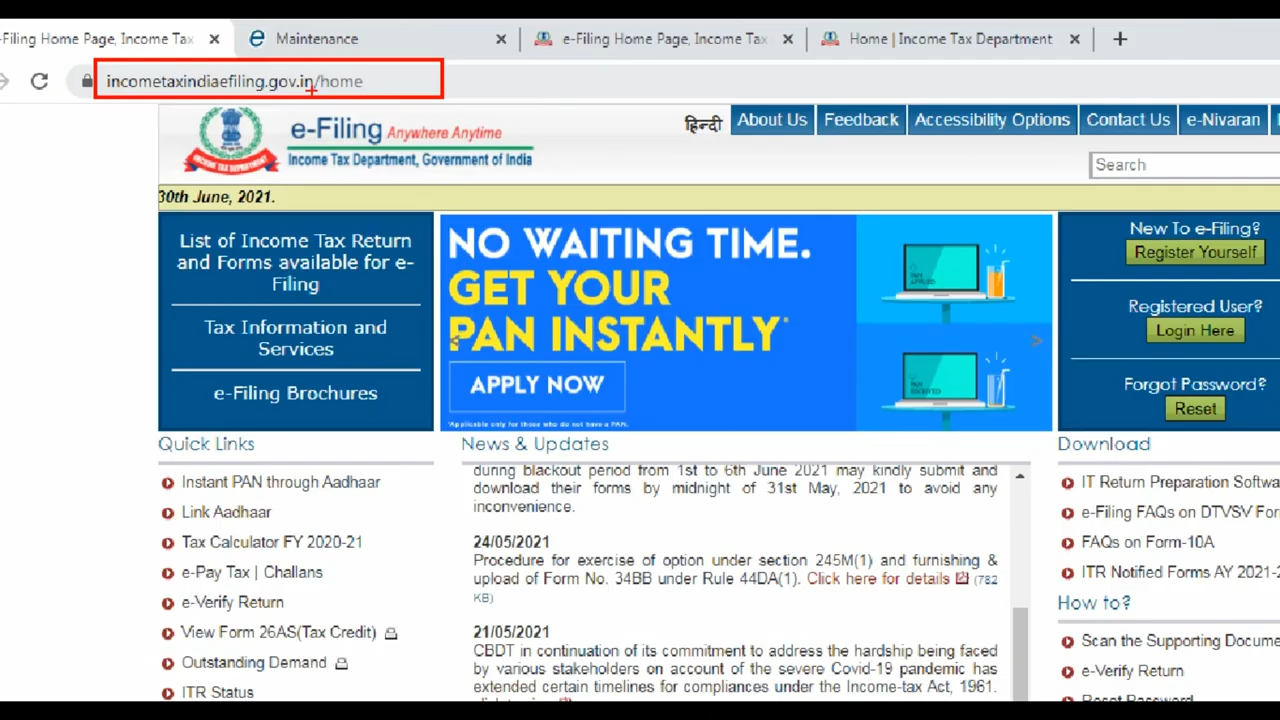 -Filing Home Page, Income Tax
Maintenance
e-Filing Home Page, Income Tax
Home | Income Tax Department
incometaxindiaefiling.gov.in/home
e-Filing Anywhere Anytime
Income Tax Department, Government of India
हिन्दी
About Us
Feedback
Accessibility Options
Contact Us
e-Nivaran
Search
30th June, 2021.
List of Income Tax Return
and Forms available for e-
Filing
Tax Information and
Services
e-Filing Brochures
NO WAITING TIME.
GET YOUR
PAN INSTANTLY*
APPLY NOW
*Applicable only for those who do not have a PAN.
New To e-Filing?
Register Yourself
Registered User?
Login Here
Forgot Password?
Reset
Quick Links
Instant PAN through Aadhaar
Link Aadhaar
Tax Calculator FY 2020-21
e-Pay Tax | Challans
e-Verify Return
View Form 26AS(Tax Credit)
Outstanding Demand
ITR Status
News & Updates
during blackout period from 1st to 6th June 2021 may kindly submit and
download their forms by midnight of 31st May, 2021 to avoid any
inconvenience.
24/05/2021
Procedure for exercise of option under section 245M(1) and furnishing &
upload of Form No. 34BB under Rule 44DA(1). Click here for details (782
KB)
21/05/2021
CBDT in continuation of its commitment to address the hardship being faced
by various stakeholders on account of the severe Covid-19 pandemic has
extended certain timelines for compliances under the Income-tax Act, 1961.
Download
IT Return Preparation Softwa
e-Filing FAQs on DTVSV For
FAQs on Form-10A
ITR Notified Forms AY 2021-2
How to?
Scan the Supporting Docume
e-Verify Return
Reset Password